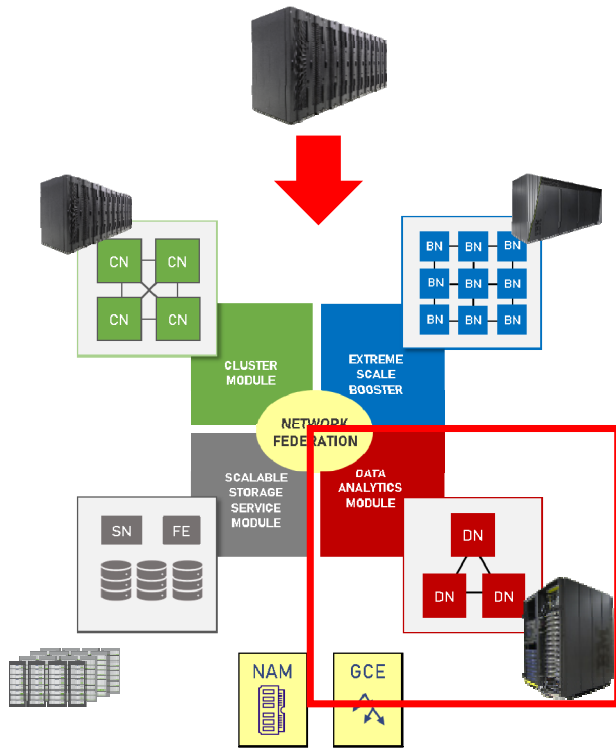 CN CN
CN CN
BN BN BN
BN BN BN
BN BN BN
CLUSTER
MODULE
EXTREME
SCALE
BOOSTER
NETWORK
FEDERATION
SCALABLE
STORAGE
SERVICE
MODULE
DATA
ANALYTICS
MODULE
SN FE
DN
DN DN
NAM
GCE